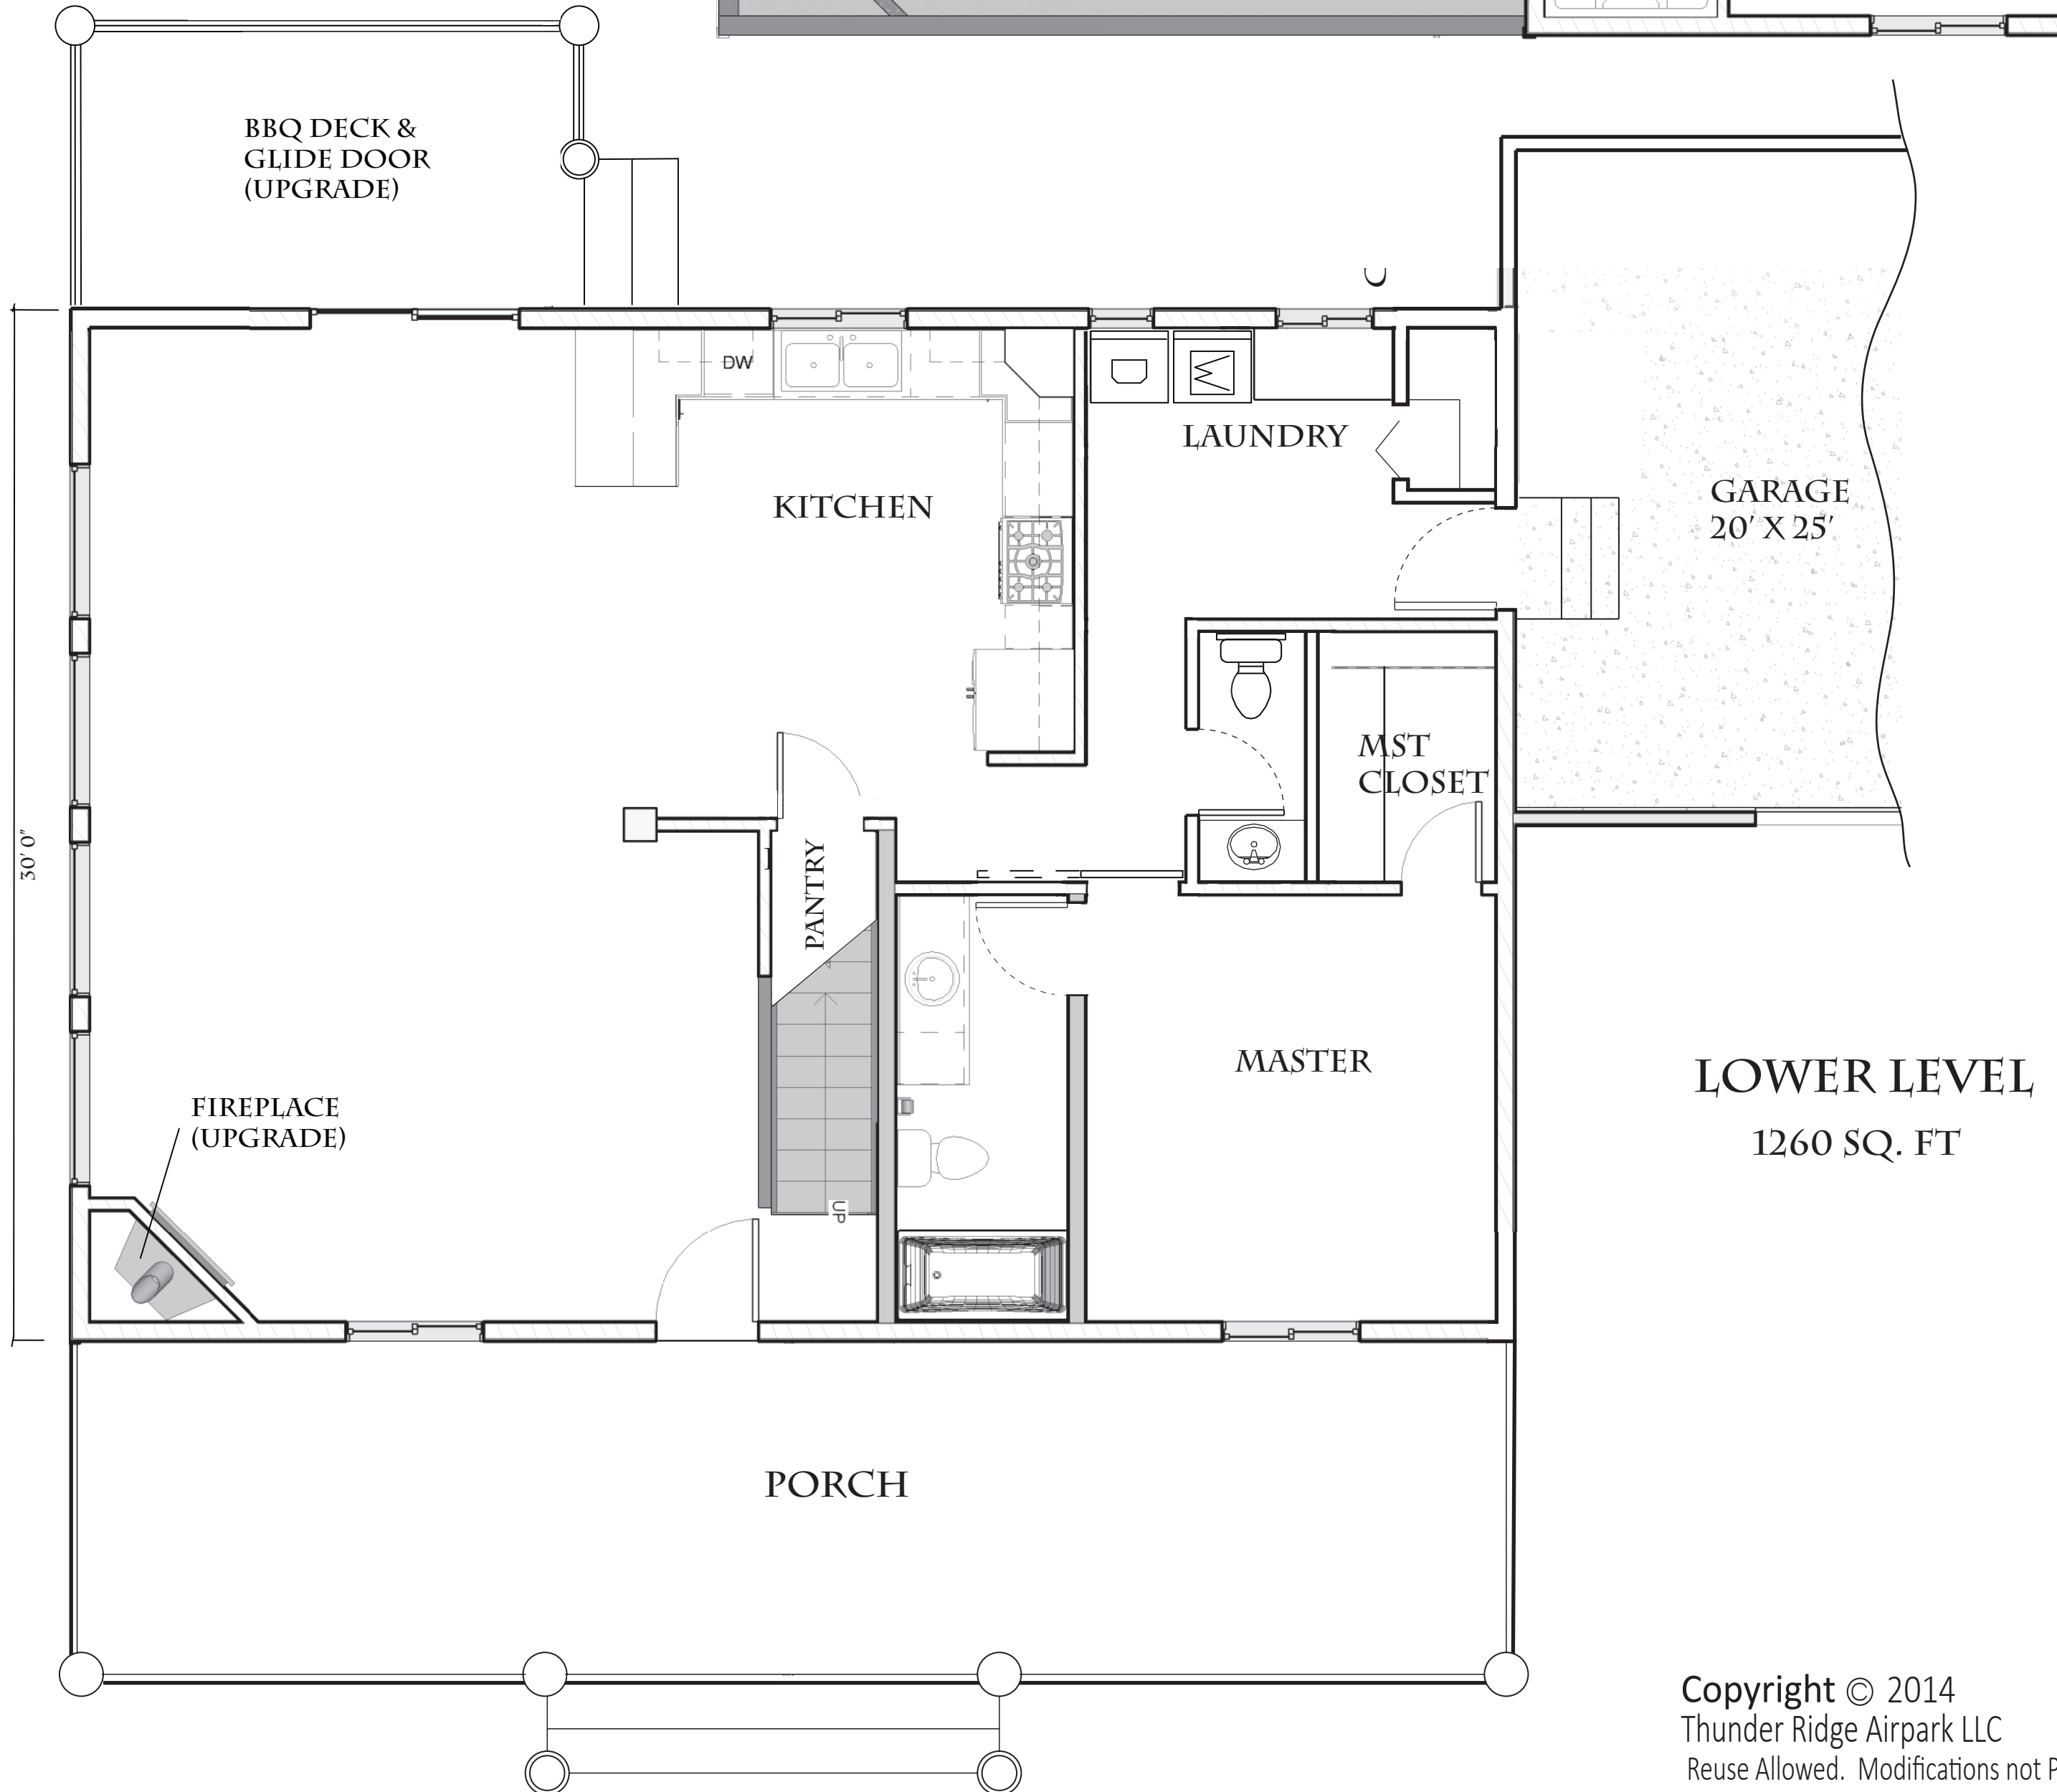 BBQ DECK &
GLIDE DOOR
(UPGRADE)
DW
D
W
LAUNDRY
KITCHEN
GARAGE
20' X 25'
MST
CLOSET
30' 0"
PANTRY
MASTER
LOWER LEVEL
1260 SQ. FT
FIREPLACE
(UPGRADE)
UP
PORCH
Copyright © 2014
Thunder Ridge Airpark LLC
Reuse Allowed. Modifications not P